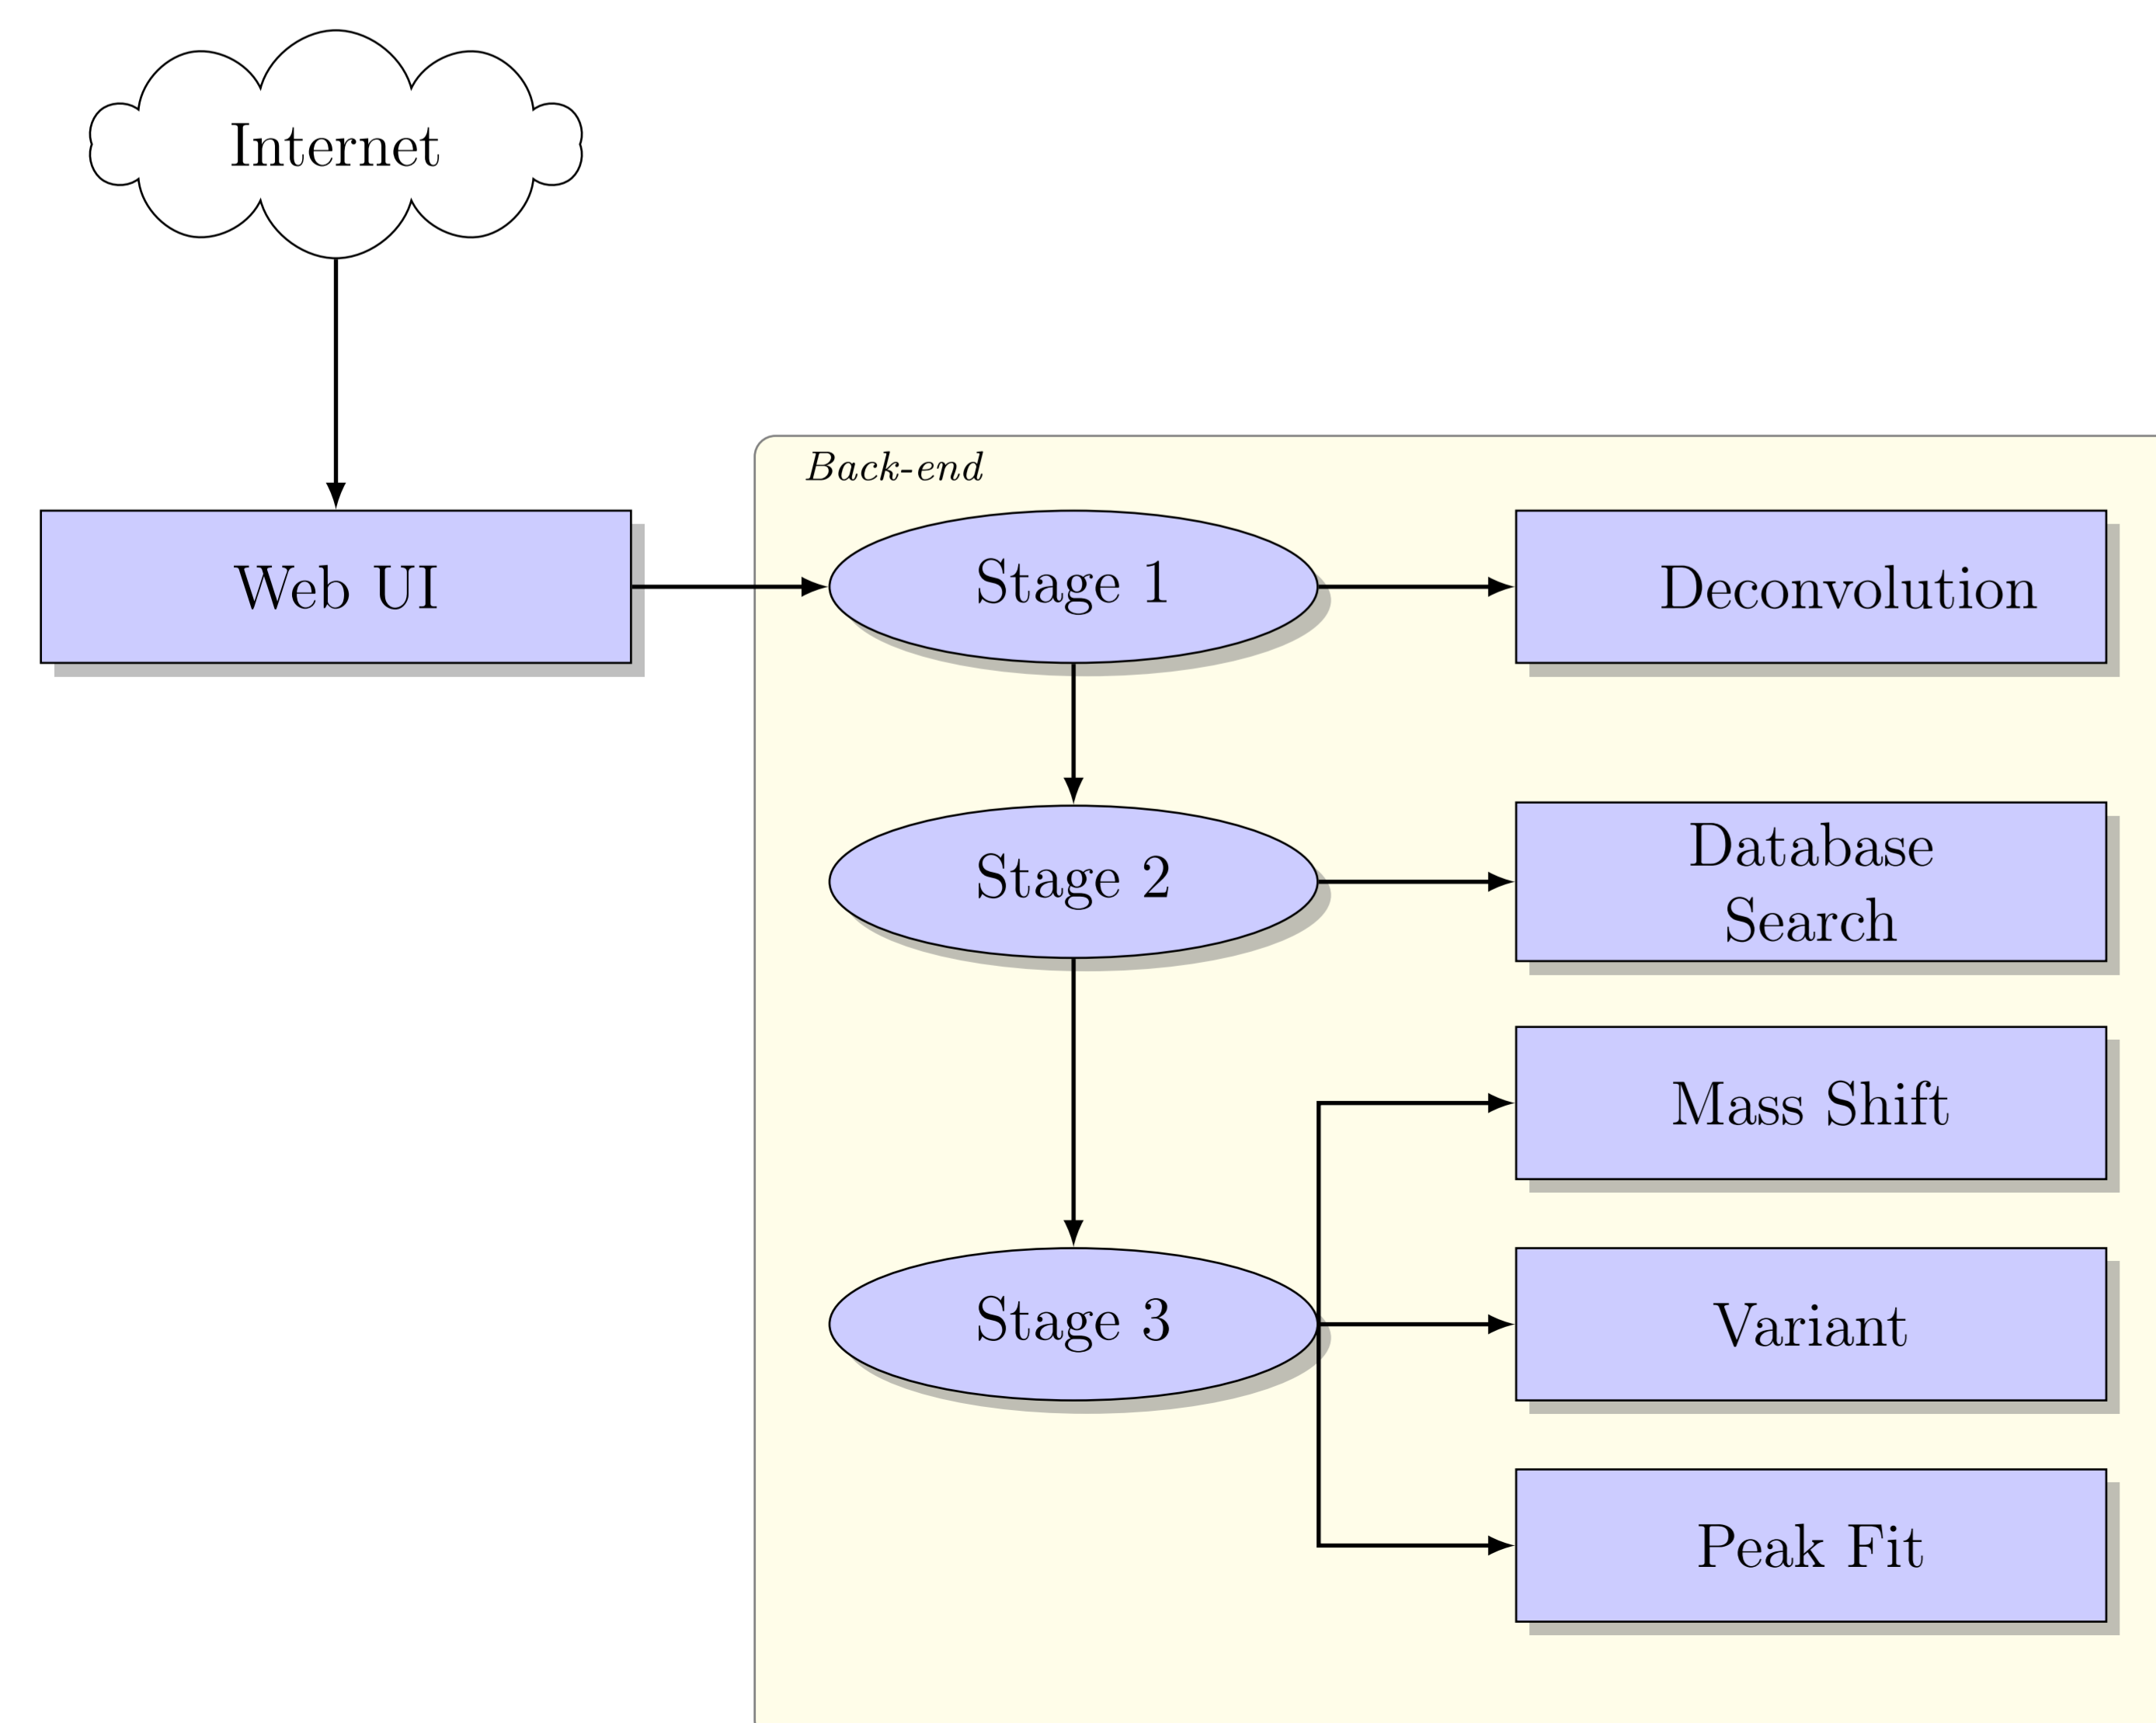 Internet
Back-end
Web UI
Stage 1
Deconvolution
Stage 2
Database
Search
Mass Shift
Stage 3
Variant
Peak Fit